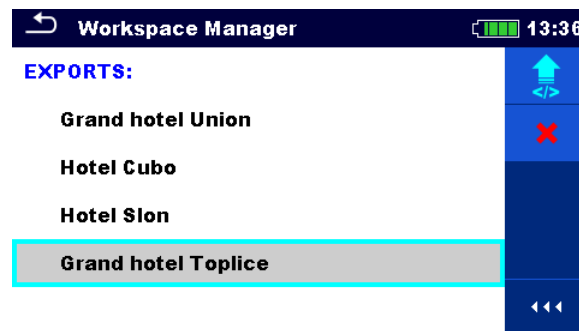 Workspace Manager 13:36
EXPORTS:
</>
Grand hotel Union
Hotel Cubo
Hotel Slon
Grand hotel Toplice